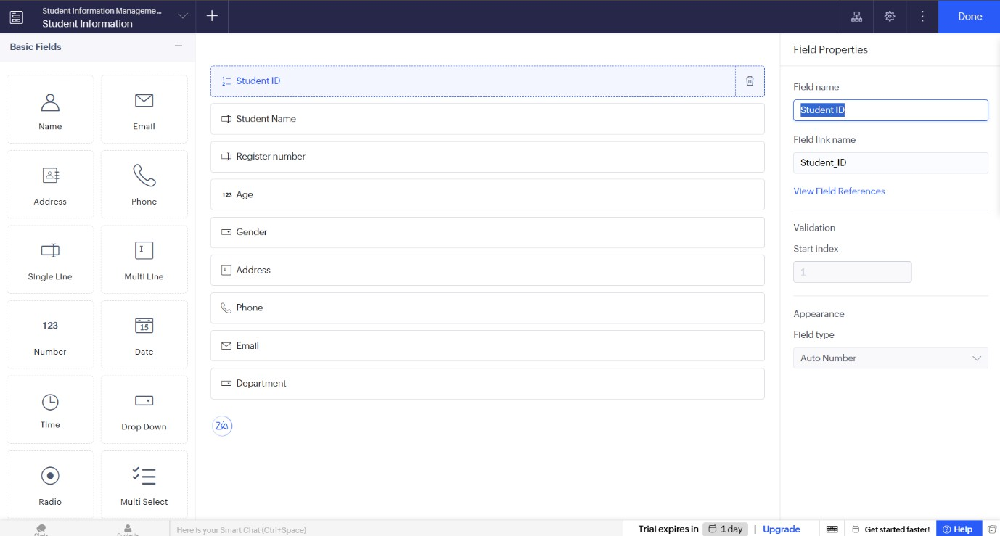 Student Information Manageme...
Student Information
Done
Basic Fields
Name
Email
Address
Phone
Single Line
Multi Line
123
Number
15
Date
Time
Drop Down
Radio
Multi Select
Student ID
Student Name
Register number
123 Age
Gender
Address
Phone
Email
Department
Zia
Field Properties
Field name
Student ID
Field link name
Student_ID
View Field References
Validation
Start Index
1
Appearance
Field type
Auto Number
Chats
Contacts
Here is your Smart Chat (Ctrl+Space)
Trial expires in 1 day | Upgrade
Get started faster!
Help